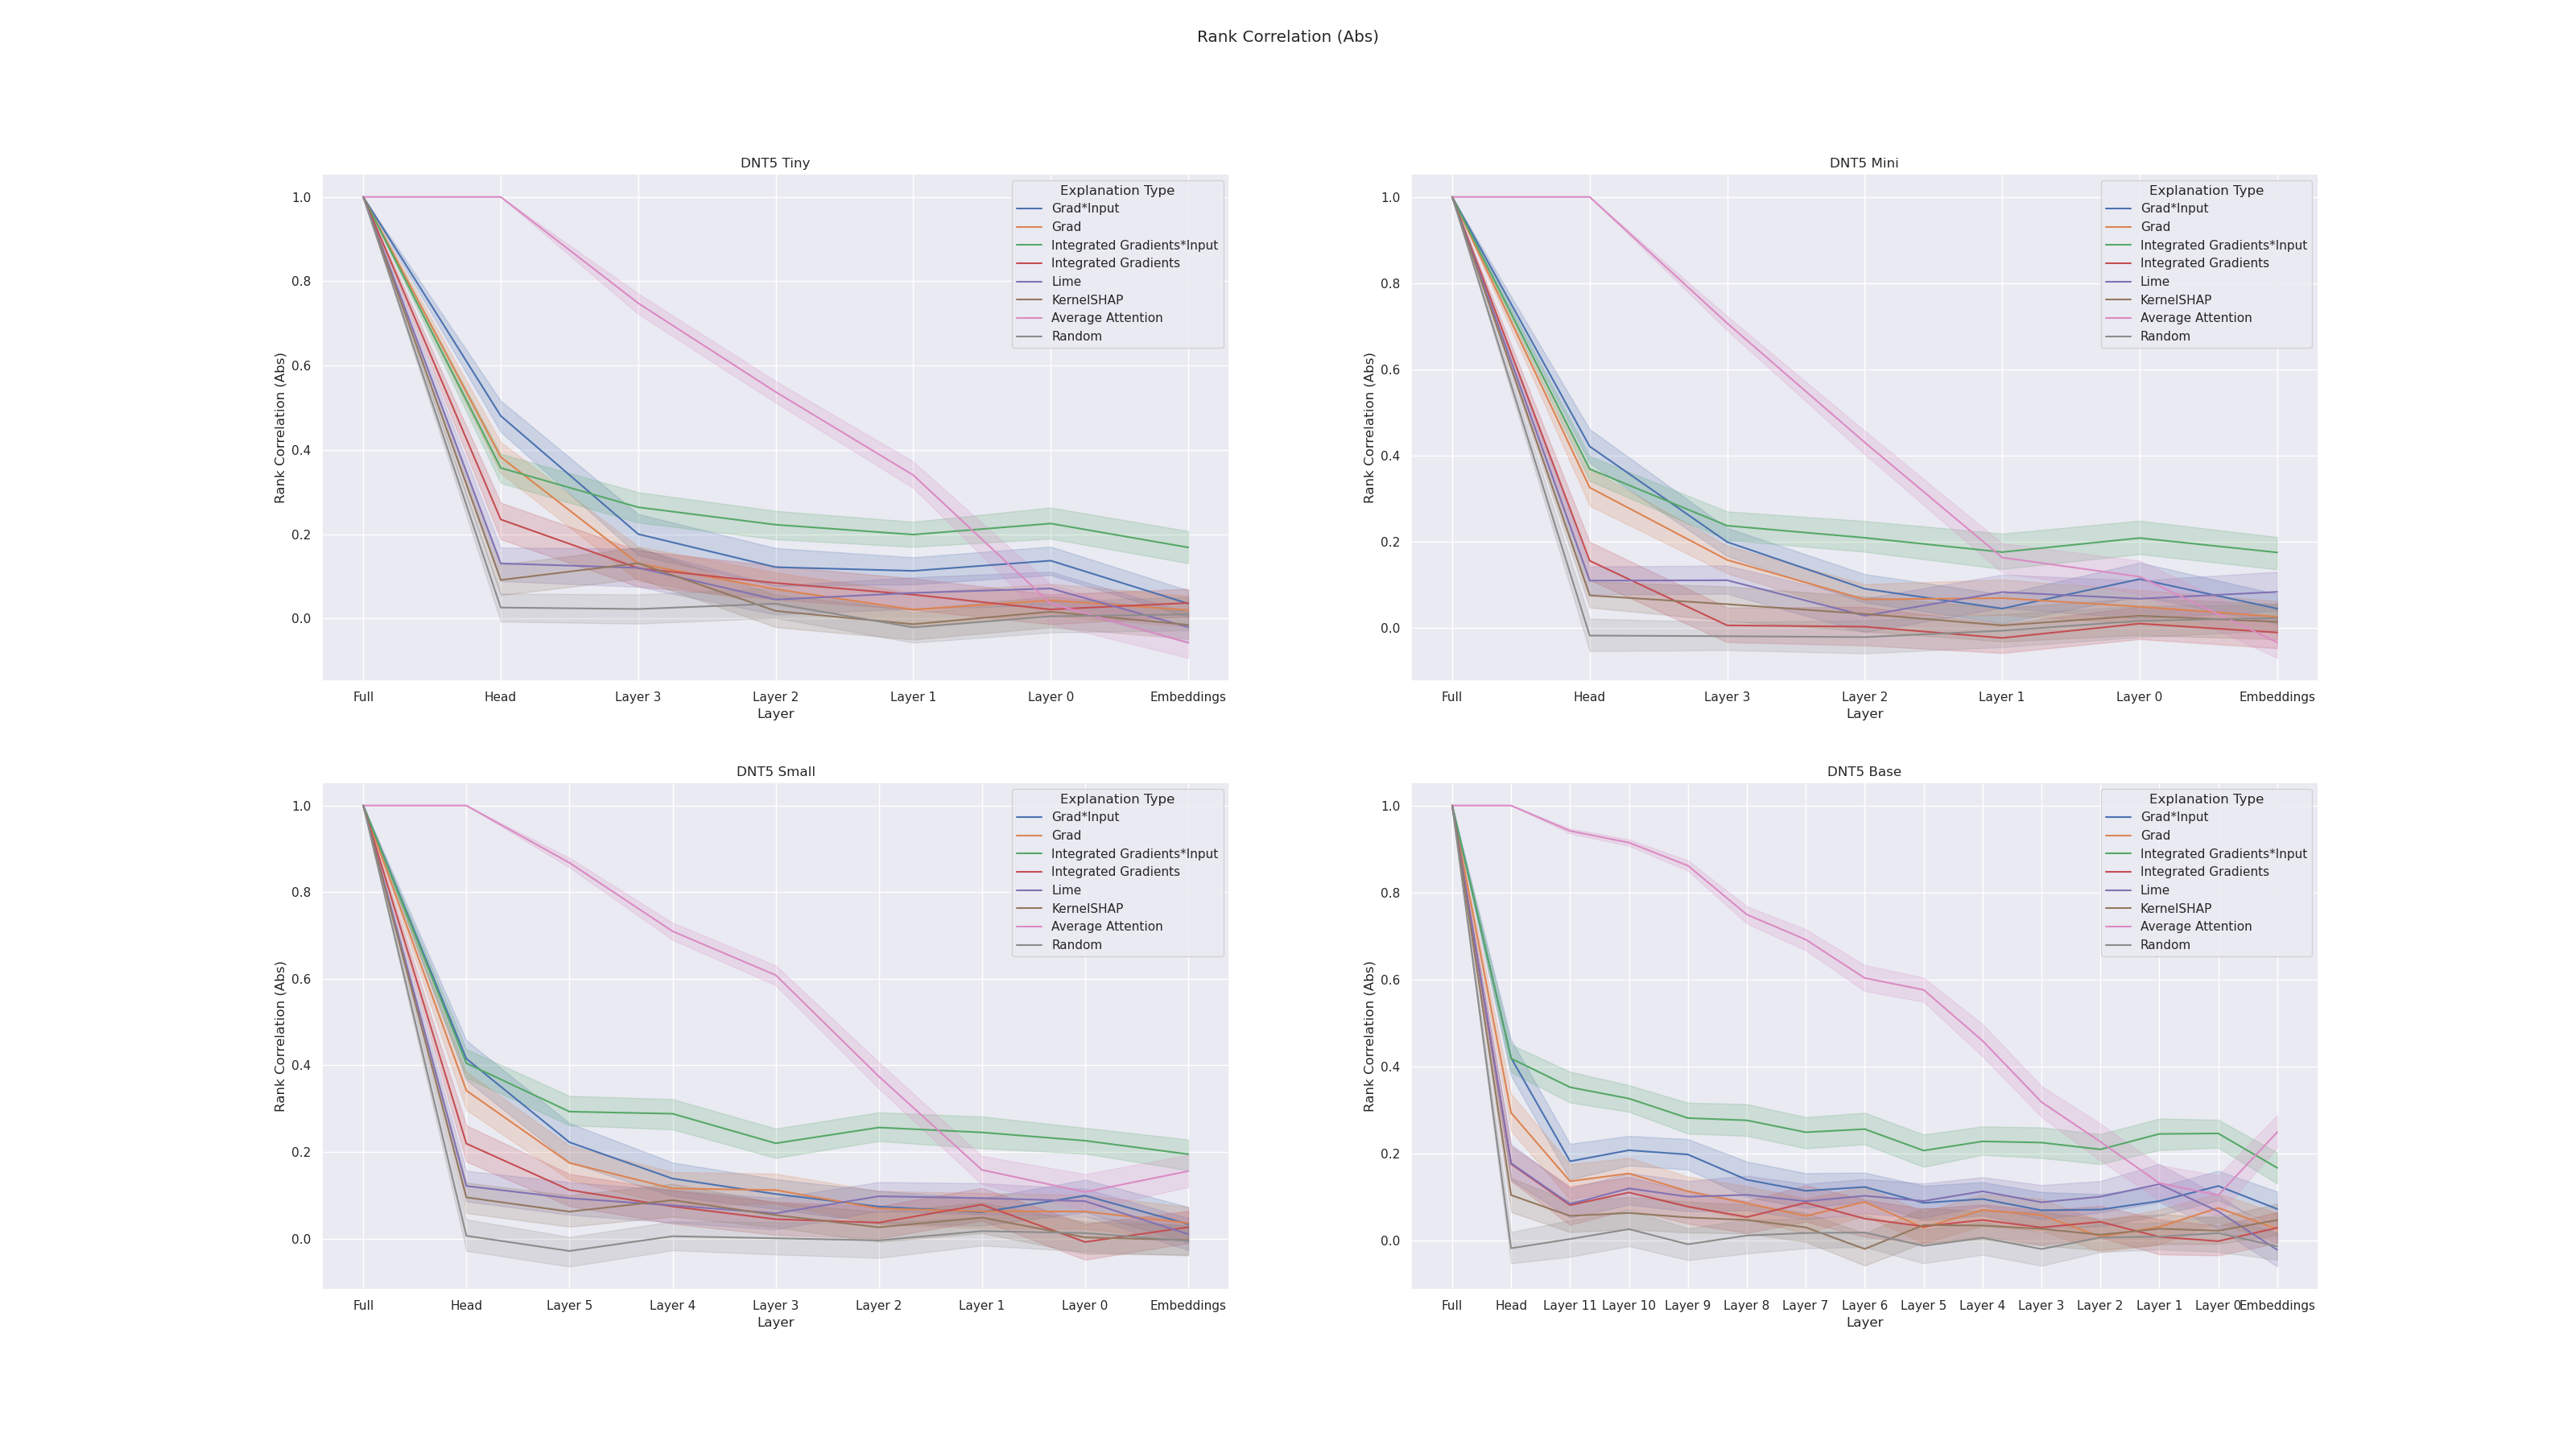 Rank Correlation (Abs)
DNT5 Tiny
Rank Correlation (Abs)
1.0
0.8
0.6
0.4
0.2
0.0
Explanation Type
Grad*Input
Grad
Integrated Gradients*Input
Integrated Gradients
Lime
KernelSHAP
Average Attention
Random
Full Head Layer 3 Layer 2 Layer 1 Layer 0 Embeddings
Layer
DNT5 Mini
Rank Correlation (Abs)
1.0
0.8
0.6
0.4
0.2
0.0
Explanation Type
Grad*Input
Grad
Integrated Gradients*Input
Integrated Gradients
Lime
KernelSHAP
Average Attention
Random
Full Head Layer 3 Layer 2 Layer 1 Layer 0 Embeddings
Layer
DNT5 Small
Rank Correlation (Abs)
1.0
0.8
0.6
0.4
0.2
0.0
Explanation Type
Grad*Input
Grad
Integrated Gradients*Input
Integrated Gradients
Lime
KernelSHAP
Average Attention
Random
Full Head Layer 5 Layer 4 Layer 3 Layer 2 Layer 1 Layer 0 Embeddings
Layer
DNT5 Base
Rank Correlation (Abs)
1.0
0.8
0.6
0.4
0.2
0.0
Explanation Type
Grad*Input
Grad
Integrated Gradients*Input
Integrated Gradients
Lime
KernelSHAP
Average Attention
Random
Full Head Layer 11 Layer 10 Layer 9 Layer 8 Layer 7 Layer 6 Layer 5 Layer 4 Layer 3 Layer 2 Layer 1 Layer 0 Embeddings
Layer